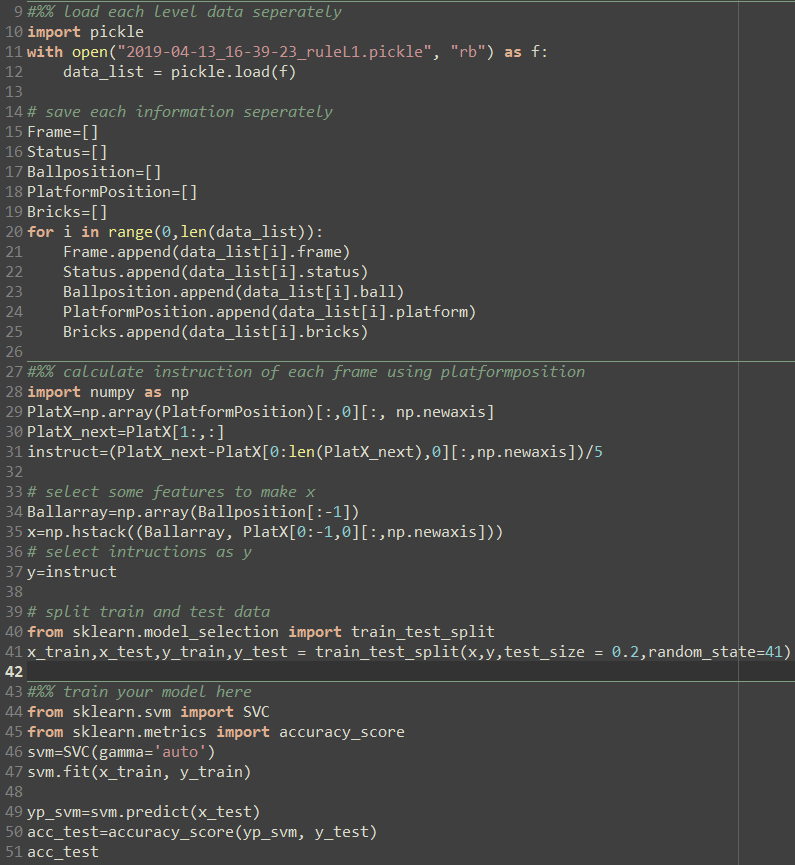 9 #%% load each level data seperately
10 import pickle
11 with open("2019-04-13_16-39-23_ruleL1.pickle", "rb") as f:
12     data_list = pickle.load(f)
13
14 # save each information seperately
15 Frame=[]
16 Status=[]
17 Ballposition=[]
18 PlatformPosition=[]
19 Bricks=[]
20 for i in range(0,len(data_list)):
21     Frame.append(data_list[i].frame)
22     Status.append(data_list[i].status)
23     Ballposition.append(data_list[i].ball)
24     PlatformPosition.append(data_list[i].platform)
25     Bricks.append(data_list[i].bricks)
26
27 #%% calculate instruction of each frame using platformposition
28 import numpy as np
29 PlatX=np.array(PlatformPosition)[:,0][:, np.newaxis]
30 PlatX_next=PlatX[1:,:]
31 instruct=(PlatX_next-PlatX[0:len(PlatX_next),0][:,np.newaxis])/5
32
33 # select some features to make x
34 Ballarray=np.array(Ballposition[:-1])
35 x=np.hstack((Ballarray, PlatX[0:-1,0][:,np.newaxis]))
36 # select intructions as y
37 y=instruct
38
39 # split train and test data
40 from sklearn.model_selection import train_test_split
41 x_train,x_test,y_train,y_test = train_test_split(x,y,test_size = 0.2,random_state=41)
42
43 #%% train your model here
44 from sklearn.svm import SVC
45 from sklearn.metrics import accuracy_score
46 svm=SVC(gamma='auto')
47 svm.fit(x_train, y_train)
48
49 yp_svm=svm.predict(x_test)
50 acc_test=accuracy_score(yp_svm, y_test)
51 acc_test